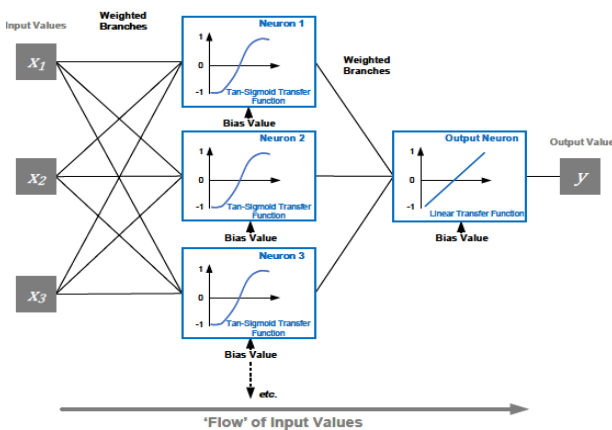 Input Values
Weighted
Branches
x1
x2
x3
Neuron 1
1
0
-1
Tan-Sigmoid Transfer
Function
Bias Value
Neuron 2
1
0
-1
Tan-Sigmoid Transfer
Function
Bias Value
Neuron 3
1
0
-1
Tan-Sigmoid Transfer
Function
Bias Value
etc.
Weighted
Branches
Output Neuron
1
0
-1
Linear Transfer Function
Bias Value
Output Value
y
'Flow' of Input Values